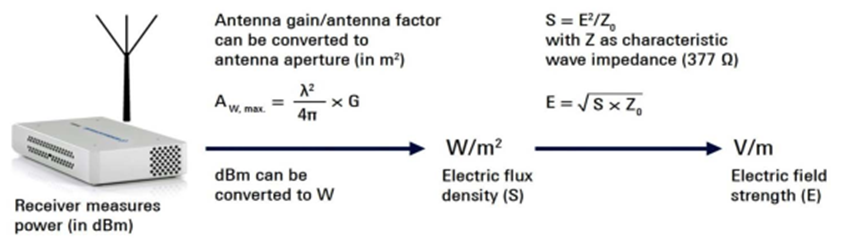 Antenna gain/antenna factor
can be converted to
antenna aperture (in m²)
A_W, max. = λ²/4π × G
S = E²/Z₀
with Z as characteristic
wave impedance (377 Ω)
E = √S × Z₀
W/m²
V/m
dBm can be
converted to W
Electric flux
density (S)
Electric field
strength (E)
Receiver measures
power (in dBm)